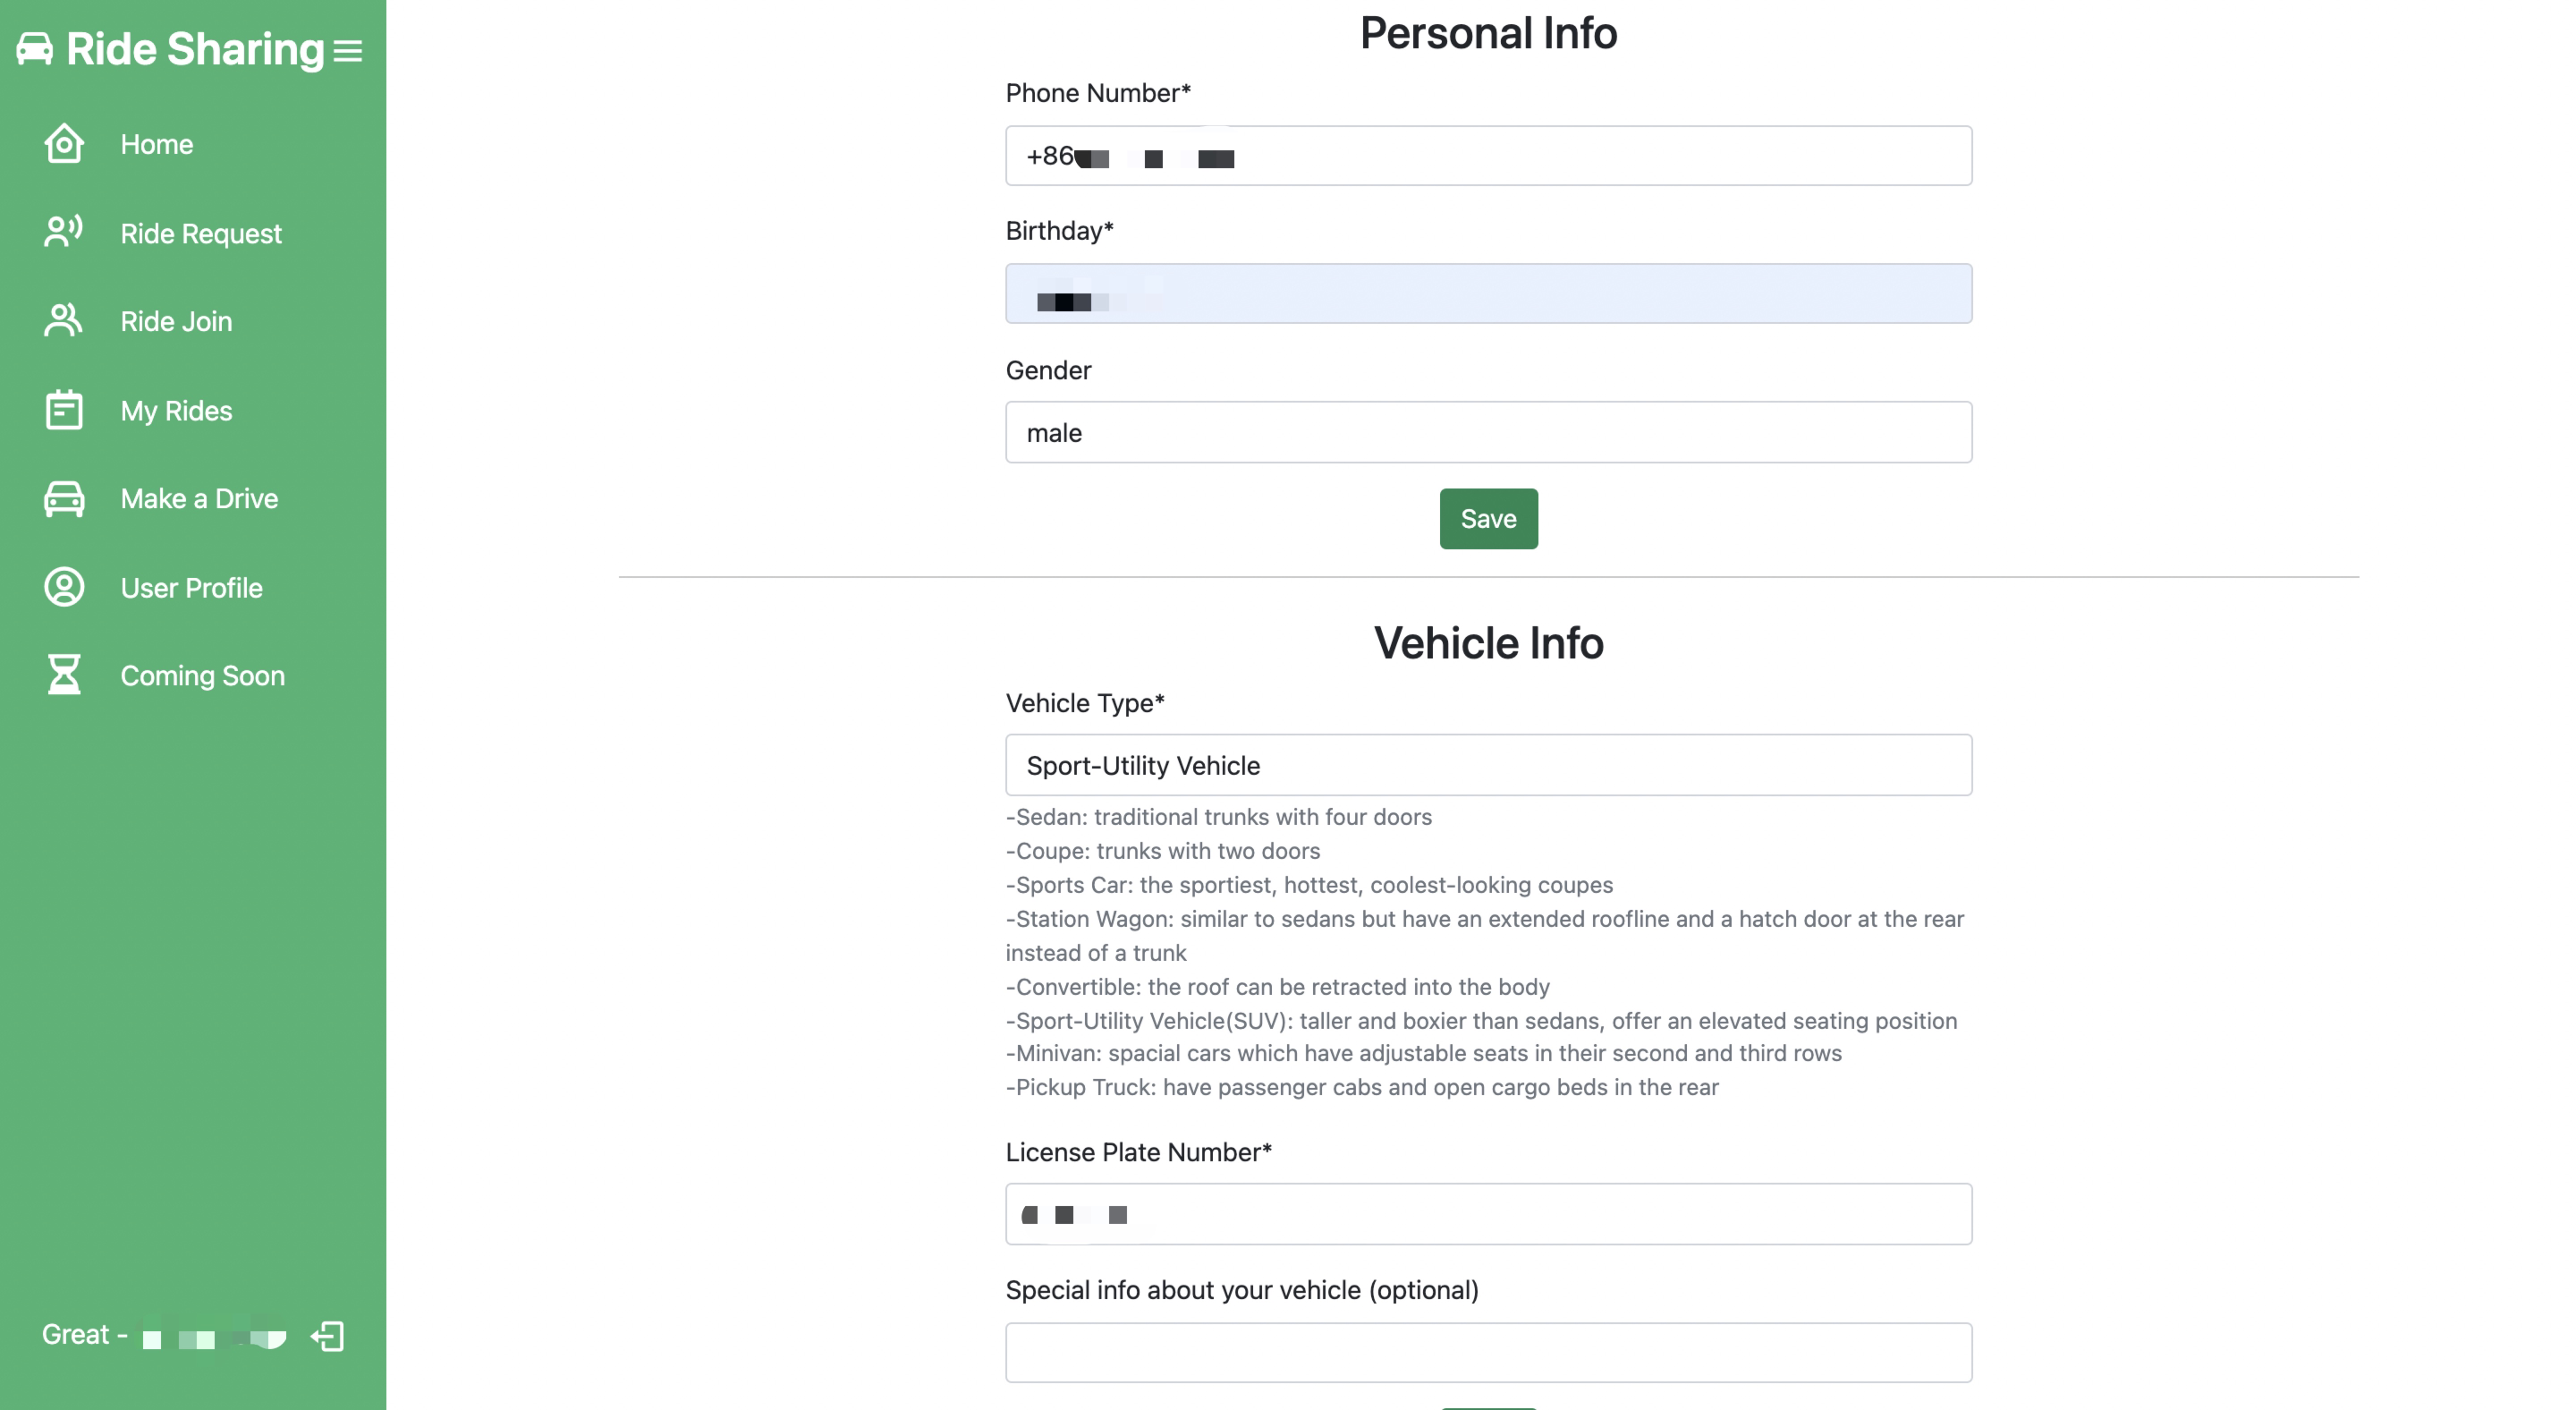 Ride Sharing
Home
Ride Request
Ride Join
My Rides
Make a Drive
User Profile
Coming Soon
Great -
Personal Info
Phone Number*
+86
Birthday*
Gender
male
Save
Vehicle Info
Vehicle Type*
Sport-Utility Vehicle
-Sedan: traditional trunks with four doors
-Coupe: trunks with two doors
-Sports Car: the sportiest, hottest, coolest-looking coupes
-Station Wagon: similar to sedans but have an extended roofline and a hatch door at the rear
instead of a trunk
-Convertible: the roof can be retracted into the body
-Sport-Utility Vehicle(SUV): taller and boxier than sedans, offer an elevated seating position
-Minivan: spacial cars which have adjustable seats in their second and third rows
-Pickup Truck: have passenger cabs and open cargo beds in the rear
License Plate Number*
Special info about your vehicle (optional)